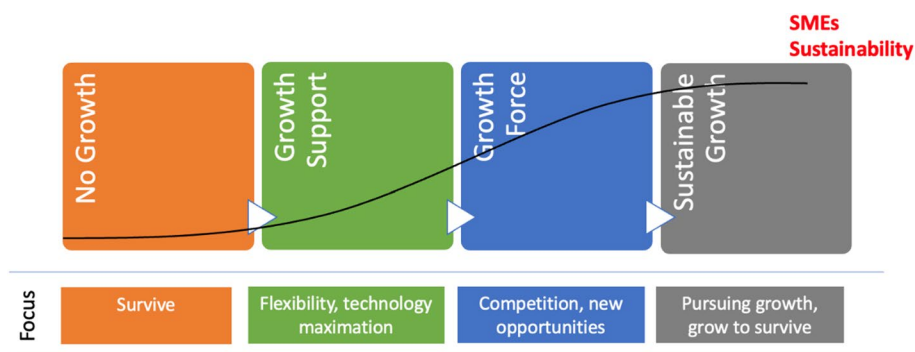 SMEs
Sustainability
No Growth
Growth
Support
Growth
Force
Sustainable
Growth
Focus
Survive
Flexibility, technology
maximation
Competition, new
opportunities
Pursuing growth,
grow to survive